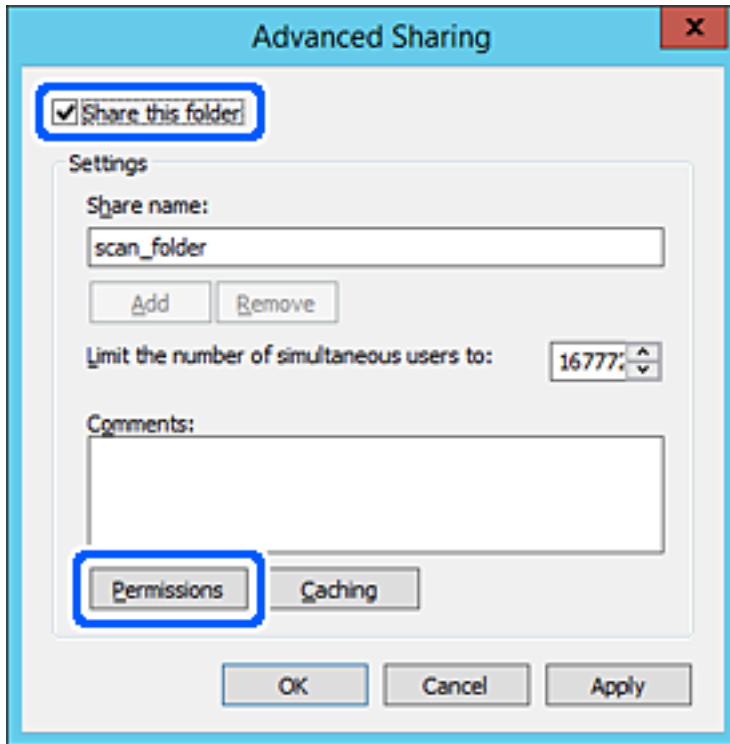 Advanced Sharing
x
Share this folder
Settings
Share name:
scan_folder
Add Remove
Limit the number of simultaneous users to:
Comments:
Permissions Caching
OK Cancel Apply